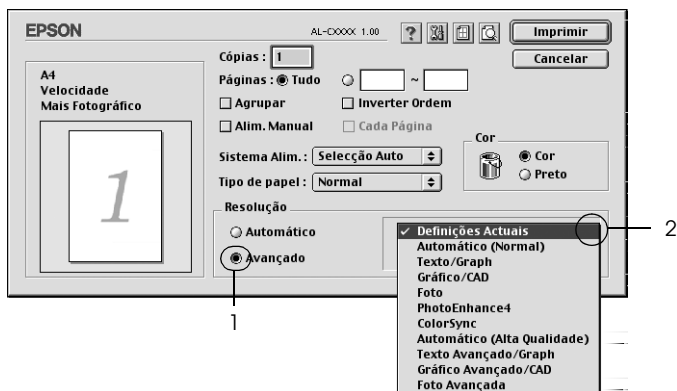 EPSON
AL-CXXXX 1.00
Imprimir
Cancelar
A4
Velocidade
Mais Fotográfico
1
Cópias : 1
Páginas : Tudo ~
Agrupar Inverter Ordem
Alim. Manual Cada Página
Sistema Alim. : Selecção Auto
Tipo de papel : Normal
Cor
Cor
Preto
Resolução
Automático
Avançado
Definições Actuais
Automático (Normal)
Texto/Graph
Gráfico/CAD
Foto
PhotoEnhance4
ColorSync
Automático (Alta Qualidade)
Texto Avançado/Graph
Gráfico Avançado/CAD
Foto Avançada
1
2